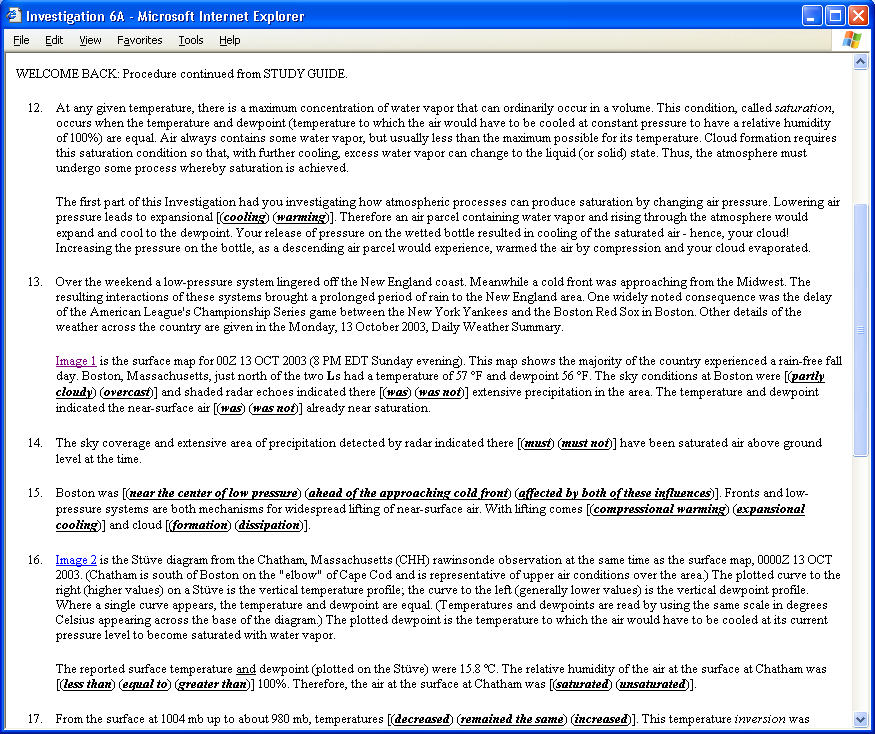 Investigation 6A - Microsoft Internet Explorer
File Edit View Favorites Tools Help
WELCOME BACK: Procedure continued from STUDY GUIDE.
12. At any given temperature, there is a maximum concentration of water vapor that can ordinarily occur in a volume. This condition, called saturation,
occurs when the temperature and dewpoint (temperature to which the air would have to be cooled at constant pressure to have a relative humidity
of 100%) are equal. Air always contains some water vapor, but usually less than the maximum possible for its temperature. Cloud formation requires
this saturation condition so that, with further cooling, excess water vapor can change to the liquid (or solid) state. Thus, the atmosphere must
undergo some process whereby saturation is achieved.
The first part of this Investigation had you investigating how atmospheric processes can produce saturation by changing air pressure. Lowering air
pressure leads to expansional [(cooling) (warming)]. Therefore an air parcel containing water vapor and rising through the atmosphere would
expand and cool to the dewpoint. Your release of pressure on the wetted bottle resulted in cooling of the saturated air - hence, your cloud!
Increasing the pressure on the bottle, as a descending air parcel would experience, warmed the air by compression and your cloud evaporated.
13. Over the weekend a low-pressure system lingered off the New England coast. Meanwhile a cold front was approaching from the Midwest. The
resulting interactions of these systems brought a prolonged period of rain to the New England area. One widely noted consequence was the delay
of the American League's Championship Series game between the New York Yankees and the Boston Red Sox in Boston. Other details of the
weather across the country are given in the Monday, 13 October 2003, Daily Weather Summary.
Image 1 is the surface map for 00Z 13 OCT 2003 (8 PM EDT Sunday evening). This map shows the majority of the country experienced a rain-free fall
day. Boston, Massachusetts, just north of the two Ls had a temperature of 57 ºF and dewpoint 56 ºF. The sky conditions at Boston were [(partly
cloudy) (overcast)] and shaded radar echoes indicated there [(was) (was not)] extensive precipitation in the area. The temperature and dewpoint
indicated the near-surface air [(was) (was not)] already near saturation.
14. The sky coverage and extensive area of precipitation detected by radar indicated there [(must) (must not)] have been saturated air above ground
level at the time.
15. Boston was [(near the center of low pressure) (ahead of the approaching cold front) (affected by both of these influences)]. Fronts and low-
pressure systems are both mechanisms for widespread lifting of near-surface air. With lifting comes [(compressional warming) (expansional
cooling)] and cloud [(formation) (dissipation)].
16. Image 2 is the Stüve diagram from the Chatham, Massachusetts (CHH) rawinsonde observation at the same time as the surface map, 0000Z 13 OCT
2003. (Chatham is south of Boston on the "elbow" of Cape Cod and is representative of upper air conditions over the area.) The plotted curve to the
right (higher values) on a Stüve is the vertical temperature profile; the curve to the left (generally lower values) is the vertical dewpoint profile.
Where a single curve appears, the temperature and dewpoint are equal. (Temperatures and dewpoints are read by using the same scale in degrees
Celsius appearing across the base of the diagram.) The plotted dewpoint is the temperature to which the air would have to be cooled at its current
pressure level to become saturated with water vapor.
The reported surface temperature and dewpoint (plotted on the Stüve) were 15.8 ºC. The relative humidity of the air at the surface at Chatham was
[(less than) (equal to) (greater than)] 100%. Therefore, the air at the surface at Chatham was [(saturated) (unsaturated)].
17. From the surface at 1004 mb up to about 980 mb, temperatures [(decreased) (remained the same) (increased)]. This temperature inversion was